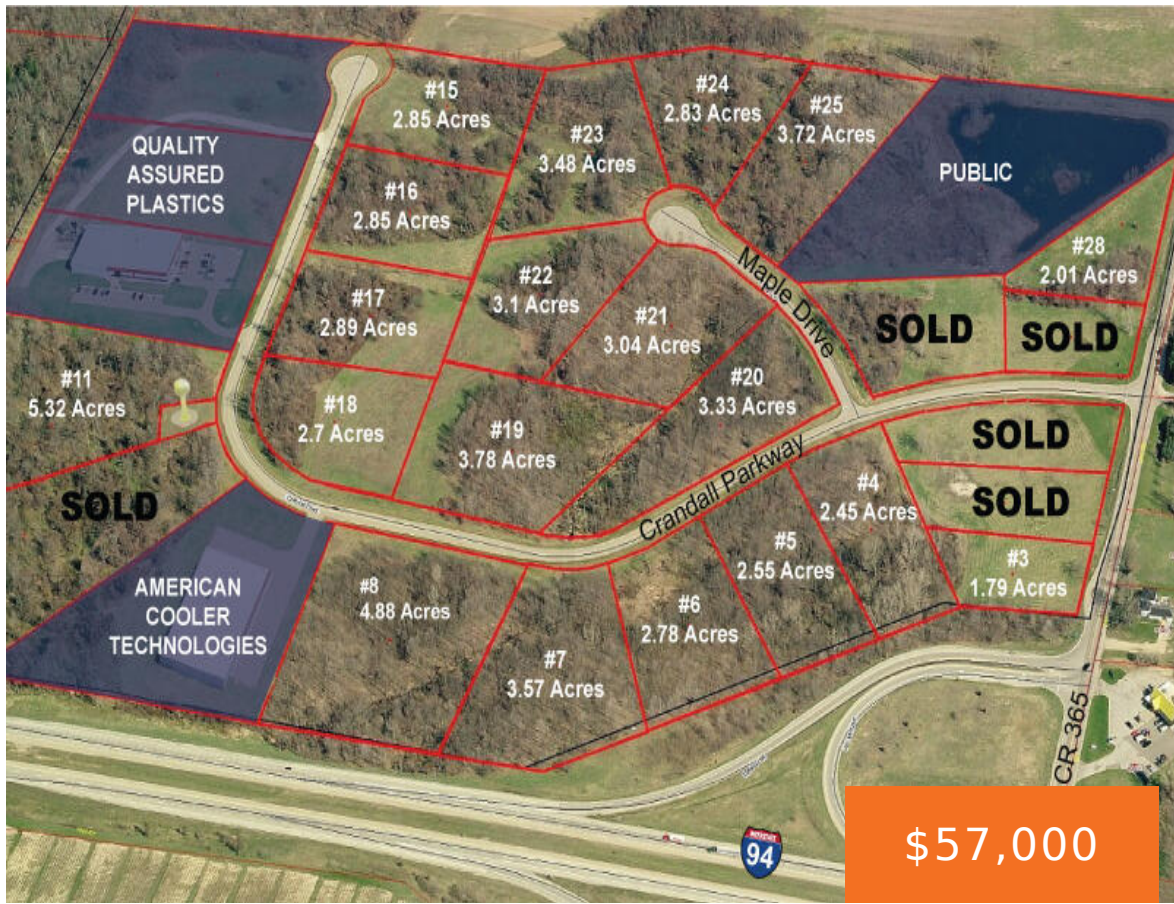 #15
2.85 Acres
#24
2.83 Acres
#25
3.72 Acres
#23
3.48 Acres
QUALITY
ASSURED
PLASTICS
PUBLIC
#16
2.85 Acres
#28
2.01 Acres
#22
3.1 Acres
Maple Drive
#17
2.89 Acres
#21
3.04 Acres
SOLD
SOLD
#11
5.32 Acres
#20
3.33 Acres
#18
2.7 Acres
#19
3.78 Acres
SOLD
Crandall Parkway
SOLD
SOLD
#4
2.45 Acres
#5
2.55 Acres
#3
1.79 Acres
AMERICAN
COOLER
TECHNOLOGIES
#8
4.88 Acres
#6
2.78 Acres
#7
3.57 Acres
CR 365
INTERSTATE
94
$57,000